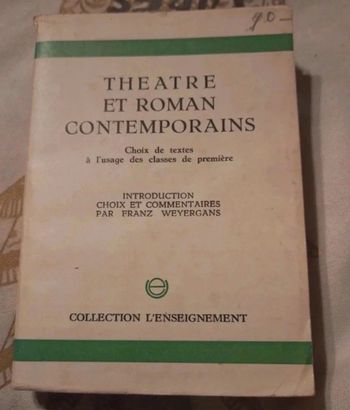 90-
THEATRE
ET ROMAN
CONTEMPORAINS
Choix de textes
à l'usage des classes de première
INTRODUCTION
CHOIX ET COMMENTAIRES
PAR FRANZ WEYERGANS
COLLECTION L'ENSEIGNEMENT